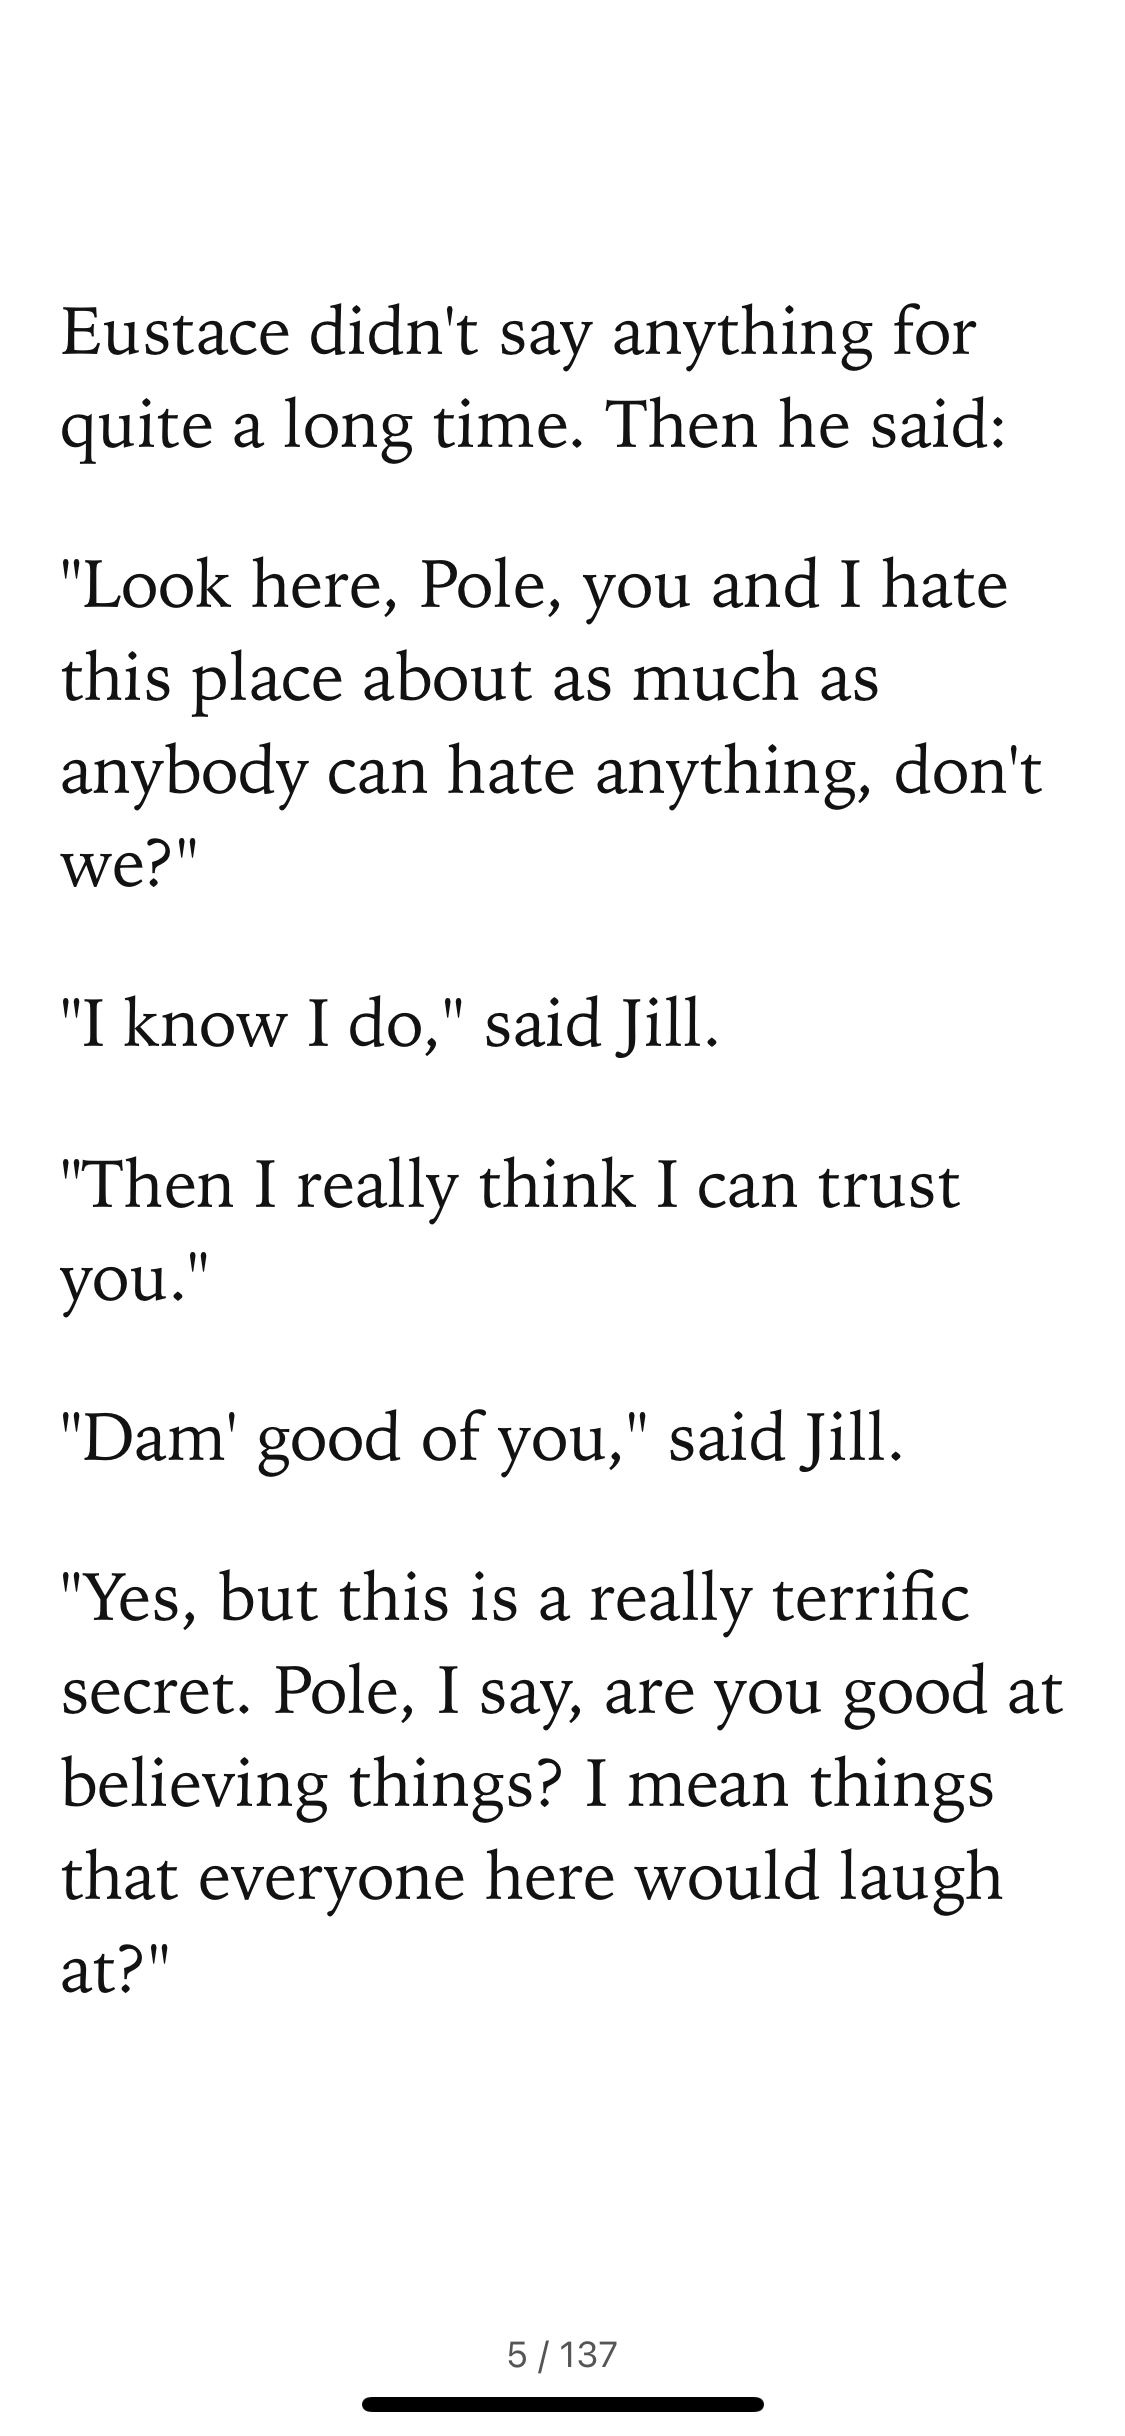 Eustace didn't say anything for
quite a long time. Then he said:
"Look here, Pole, you and I hate
this place about as much as
anybody can hate anything, don't
we?"
"I know I do," said Jill.
"Then I really think I can trust
you."
"Dam' good of you," said Jill.
"Yes, but this is a really terrific
secret. Pole, I say, are you good at
believing things? I mean things
that everyone here would laugh
at?"
5 / 137